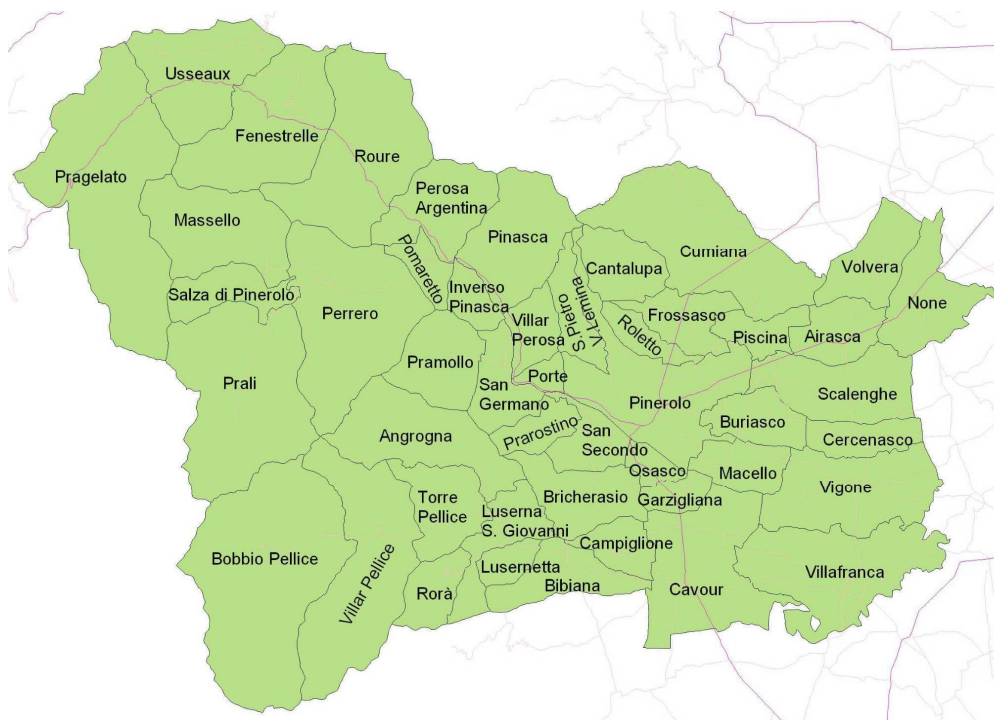 Usseaux
Fenestrelle
Pragelato
Roure
Perosa
Argentina
Massello
Pinasca
Pomaretto
Cumiana
Cantalupa
Volvera
Salza di Pinerolo
Inverso
Pinasca
None
Perrero
Villar
Perosa
S.Pietro
V.Lemina
Frossasco
Roletto
Piscina
Airasca
Pramollo
Prali
Porte
San
Germano
Pinerolo
Scalenghe
Buriasco
Angrogna
Prarostino
San
Secondo
Cercenasco
Osasco
Macello
Torre
Pellice
Luserna
S. Giovanni
Bricherasio
Garzigliana
Vigone
Bobbio Pellice
Villar Pellice
Campiglione
Lusernetta
Rorà
Bibiana
Cavour
Villafranca